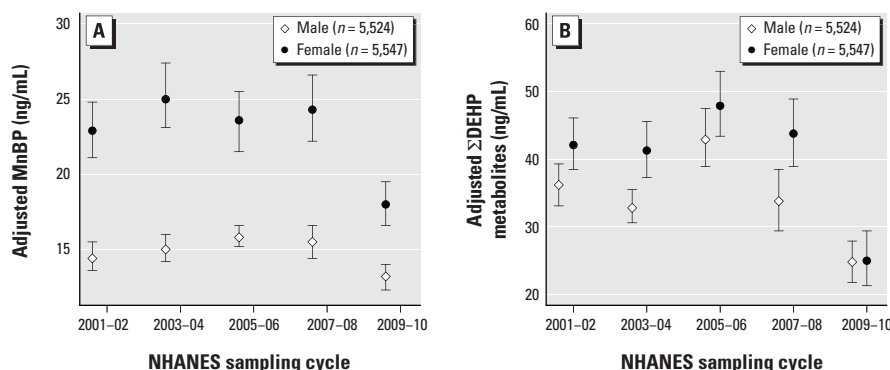 A
Male (n = 5,524)
Female (n = 5,547)
30
25
20
15
Adjusted MnBP (ng/mL)
2001–02 2003–04 2005–06 2007–08 2009–10
NHANES sampling cycle
B
Male (n = 5,524)
Female (n = 5,547)
60
50
40
30
20
Adjusted ΣDEHP
metabolites (ng/mL)
2001–02 2003–04 2005–06 2007–08 2009–10
NHANES sampling cycle